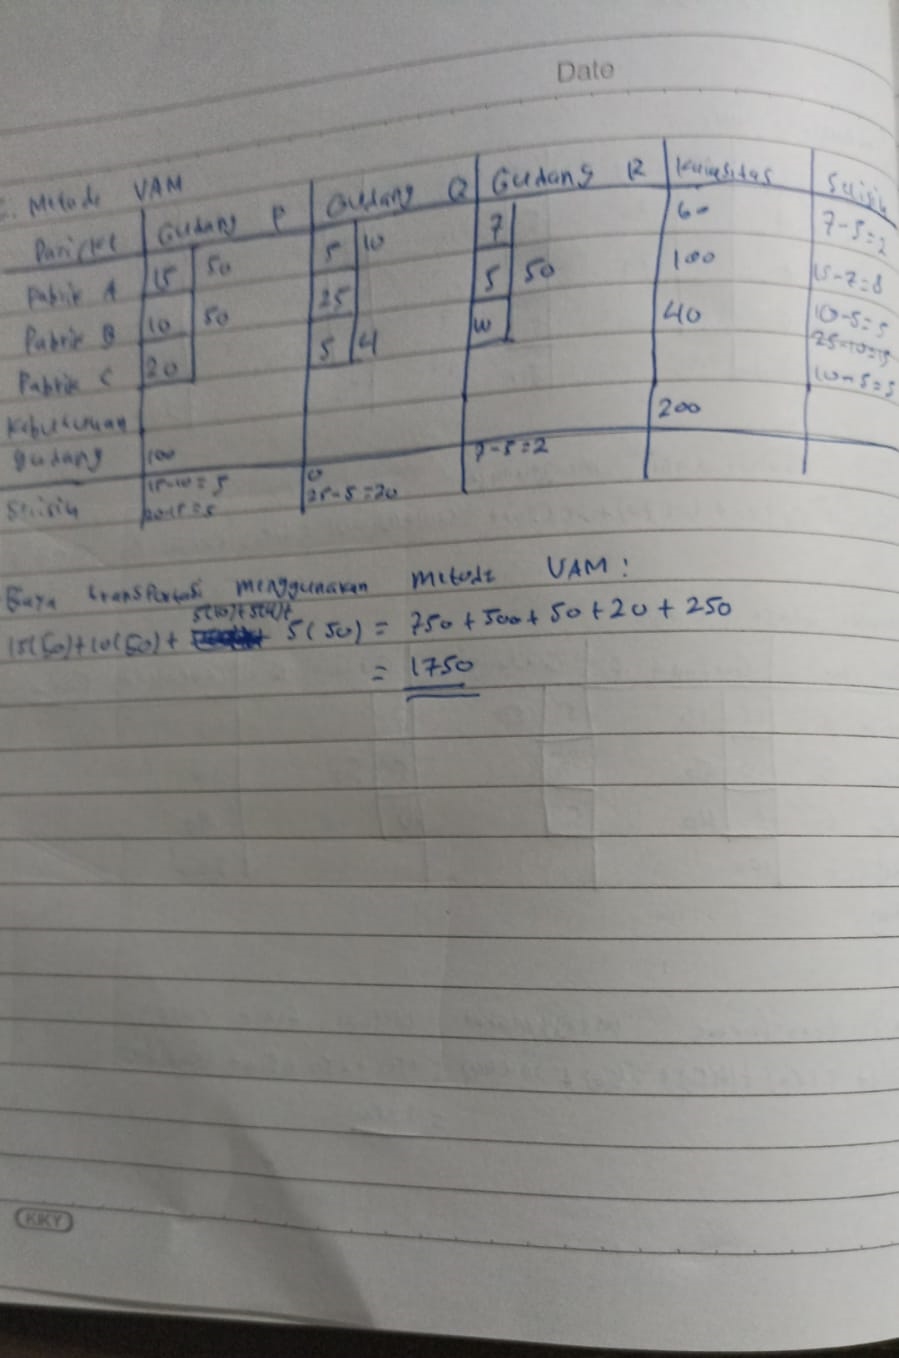 Date
Metode VAM
Gudang P Gudang Q Gudang R Kapasitas Selisih
Pabrik A 15 50 5 10 7 60 7-5=2
Pabrik B 10 50 25 5 50 100 15-7=8
Pabrik C 20 5 4 10 40 10-5=5
25-10=15
10-5=5
Kebutuhan
gudang 100 200
Selisih 15-10=5 25-5=20 7-5=2
20-15=5
Biaya transportasi menggunakan metode VAM:
15(50)+10(50)+ 5(10)+5(4)+ 5(50) = 750+500+50+20+250
= 1750
KKY